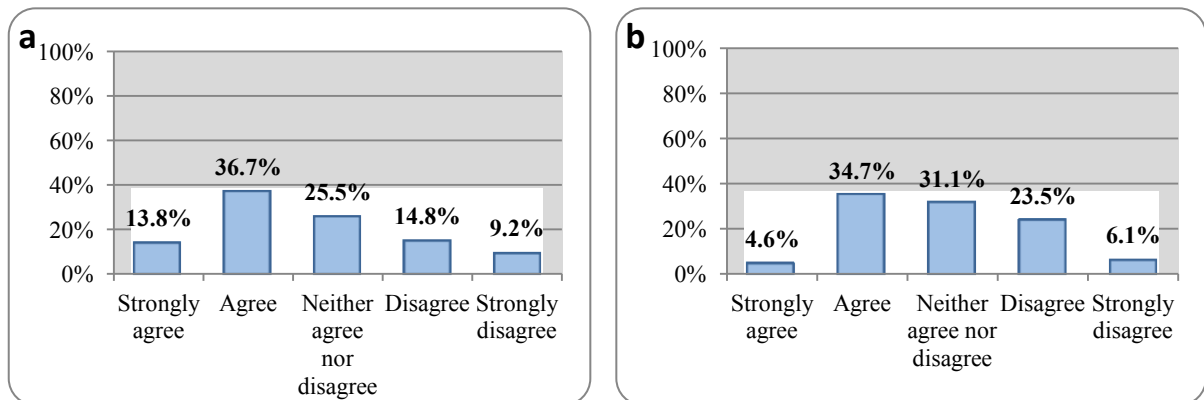 a
100%
80%
60%
40%
20%
0%
13.8%
36.7%
25.5%
14.8%
9.2%
Strongly
agree
Agree
Neither
agree
nor
disagree
Disagree
Strongly
disagree
b
100%
80%
60%
40%
20%
0%
4.6%
34.7%
31.1%
23.5%
6.1%
Strongly
agree
Agree
Neither
agree nor
disagree
Disagree
Strongly
disagree